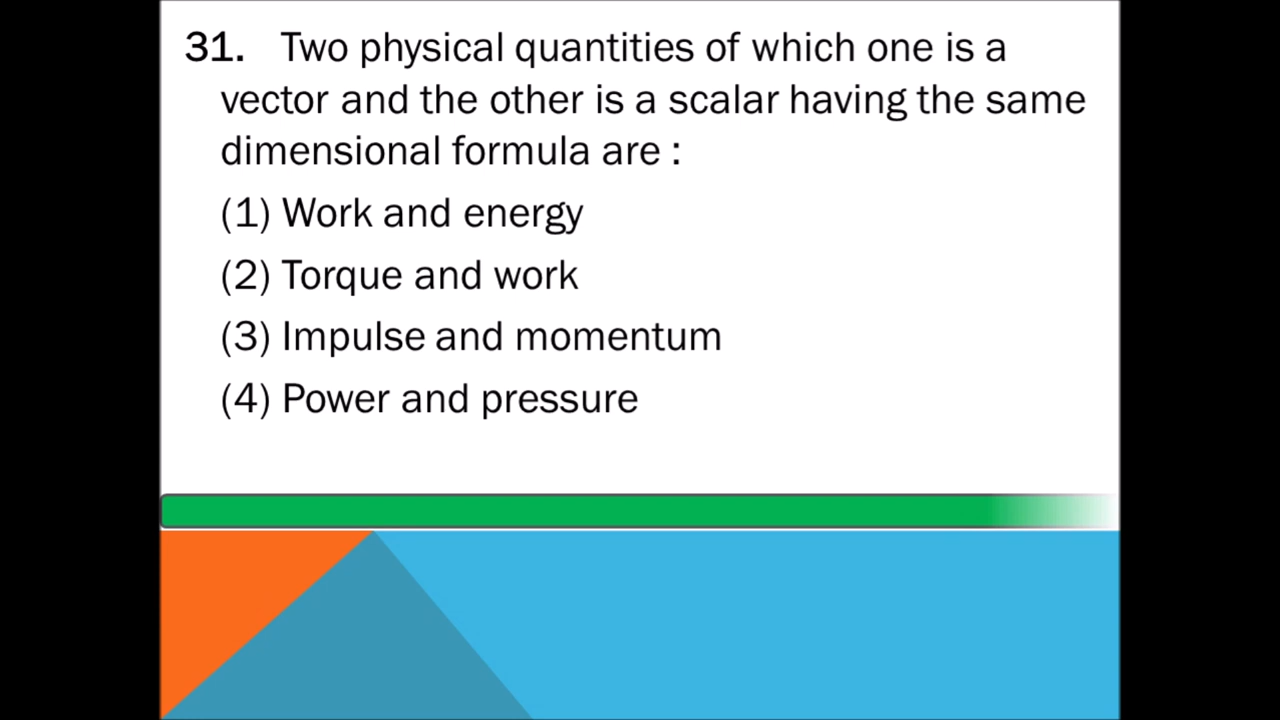 31. Two physical quantities of which one is a
vector and the other is a scalar having the same
dimensional formula are :
(1) Work and energy
(2) Torque and work
(3) Impulse and momentum
(4) Power and pressure